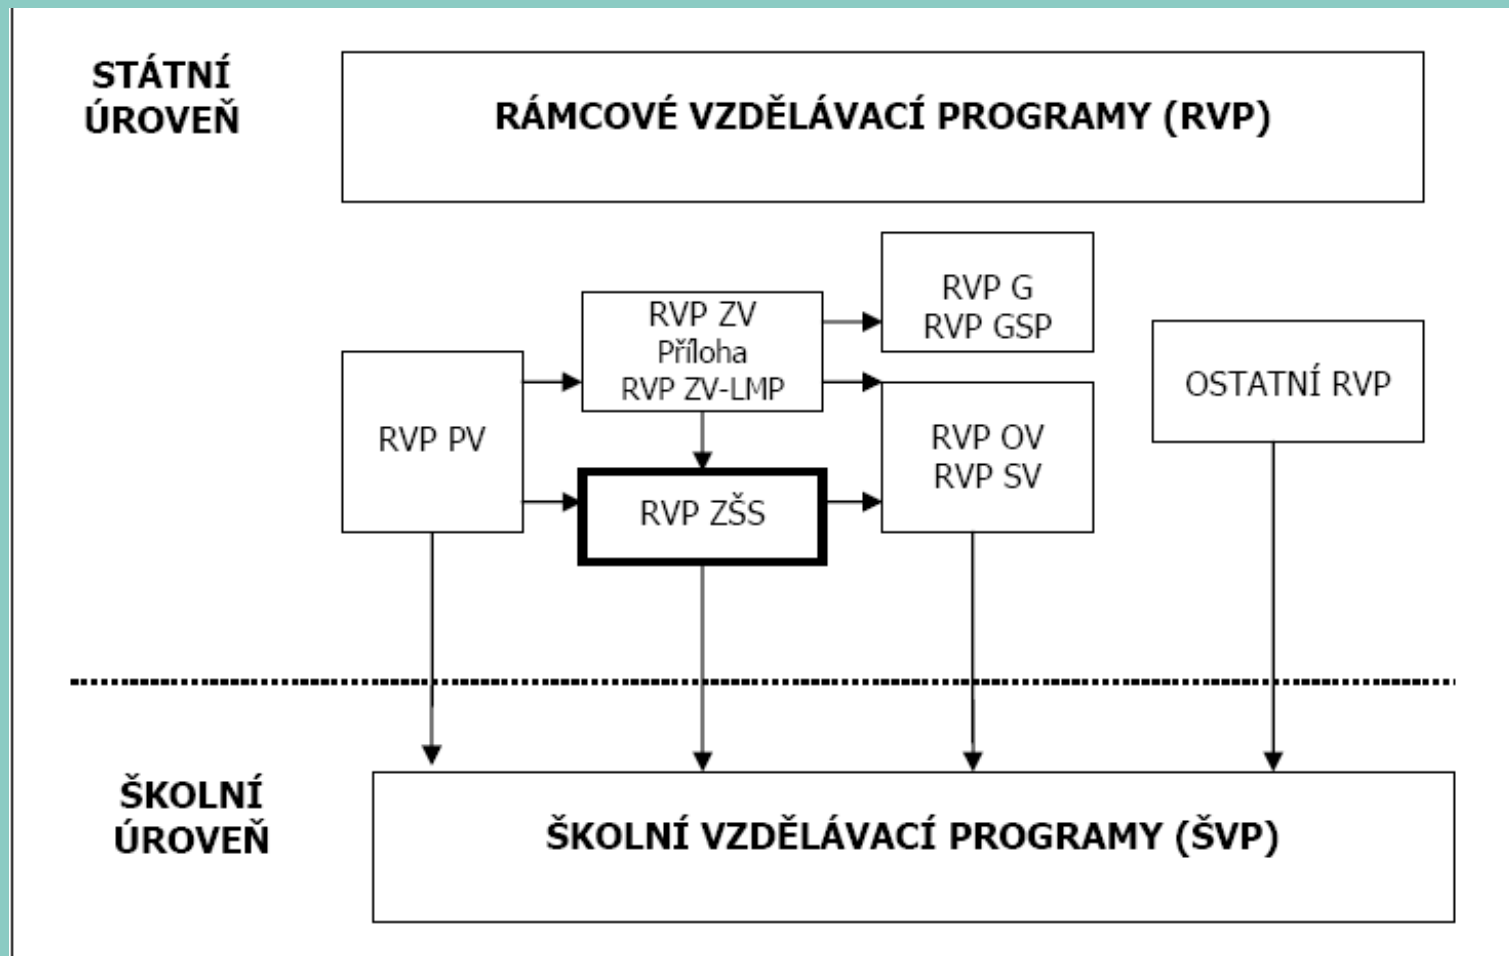 STÁTNÍ
ÚROVEŇ
RÁMCOVÉ VZDĚLÁVACÍ PROGRAMY (RVP)
RVP PV
RVP ZV
Příloha
RVP ZV-LMP
RVP ZŠS
RVP G
RVP GSP
RVP OV
RVP SV
OSTATNÍ RVP
ŠKOLNÍ
ÚROVEŇ
ŠKOLNÍ VZDĚLÁVACÍ PROGRAMY (ŠVP)